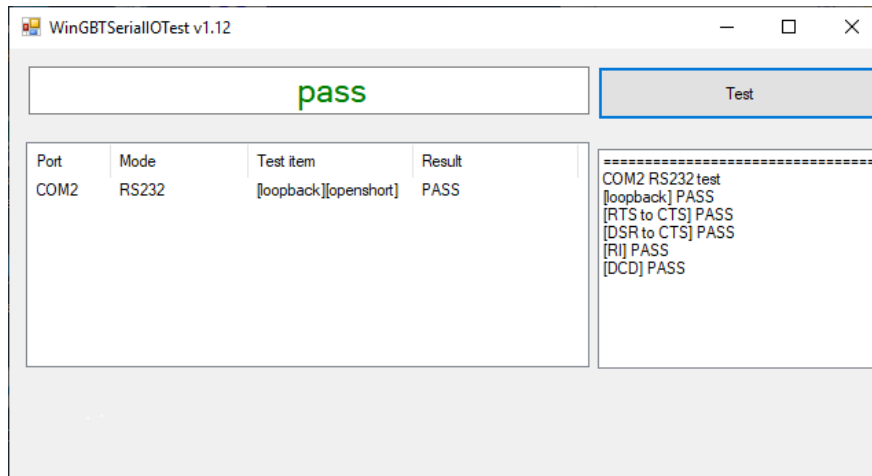 WinGBTSerialIOTest v1.12
pass
Test
Port Mode Test item Result
COM2 RS232 [loopback][openshort] PASS
==================================
COM2 RS232 test
[loopback] PASS
[RTS to CTS] PASS
[DSR to CTS] PASS
[RI] PASS
[DCD] PASS